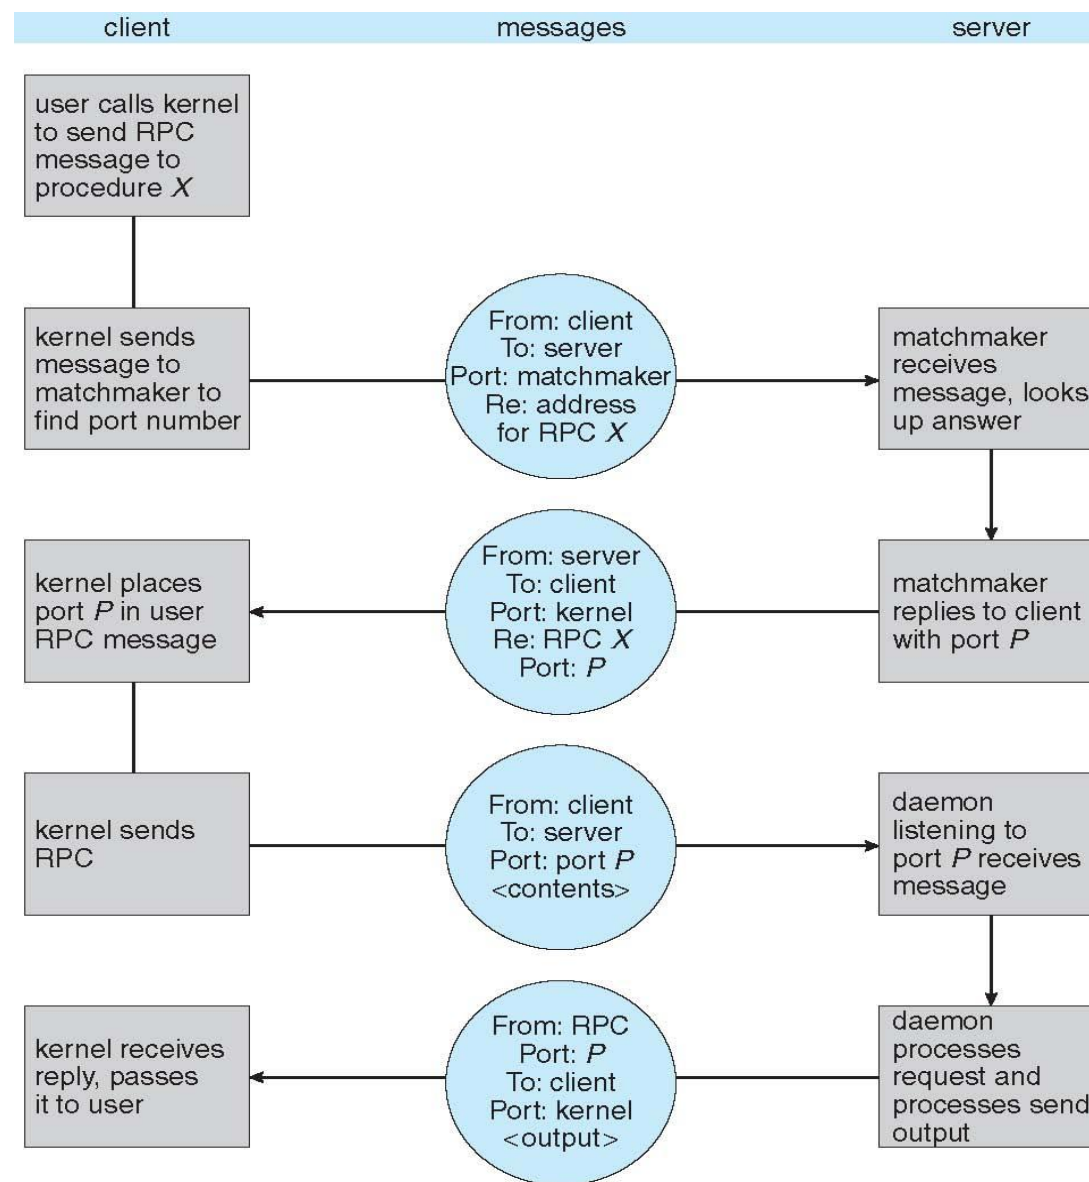 client
messages
server
user calls kernel
to send RPC
message to
procedure X
kernel sends
message to
matchmaker to
find port number
From: client
To: server
Port: matchmaker
Re: address
for RPC X
matchmaker
receives
message, looks
up answer
kernel places
port P in user
RPC message
From: server
To: client
Port: kernel
Re: RPC X
Port: P
matchmaker
replies to client
with port P
kernel sends
RPC
From: client
To: server
Port: port P
<contents>
daemon
listening to
port P receives
message
kernel receives
reply, passes
it to user
From: RPC
Port: P
To: client
Port: kernel
<output>
daemon
processes
request and
processes send
output